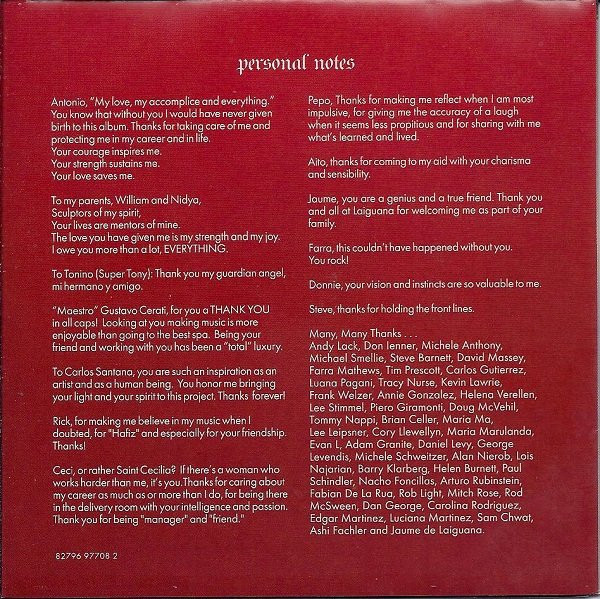 personal notes
Antonio, "My love, my accomplice and everything."
You know that without you I would have never given
birth to this album. Thanks for taking care of me and
protecting me in my career and in life.
Your courage inspires me.
Your strength sustains me.
Your love saves me.
To my parents, William and Nidya,
Sculptors of my spirit,
Your lives are mentors of mine.
The love you have given me is my strength and my joy.
I owe you more than a lot, EVERYTHING.
To Tonino (Super Tony): Thank you my guardian angel,
mi hermano y amigo.
"Maestro" Gustavo Cerati, for you a THANK YOU
in all caps! Looking at you making music is more
enjoyable than going to the best spa. Being your
friend and working with you has been a "total" luxury.
To Carlos Santana, you are such an inspiration as an
artist and as a human being. You honor me bringing
your light and your spirit to this project. Thanks forever!
Rick, for making me believe in my music when I
doubted, for "Hafiz" and especially for your friendship.
Thanks!
Ceci, or rather Saint Cecilia? If there's a woman who
works harder than me, it's you.Thanks for caring about
my career as much as or more than I do, for being there
in the delivery room with your intelligence and passion.
Thank you for being "manager" and "friend."
82796 97708 2
Pepo, Thanks for making me reflect when I am most
impulsive, for giving me the accuracy of a laugh
when it seems less propitious and for sharing with me
what's learned and lived.
Aito, thanks for coming to my aid with your charisma
and sensibility.
Jaume, you are a genius and a true friend. Thank you
and all at Laiguana for welcoming me as part of your
family.
Farra, this couldn't have happened without you.
You rock!
Donnie, your vision and instincts are so valuable to me.
Steve, thanks for holding the front lines.
Many, Many Thanks . . . .
Andy Lack, Don Ienner, Michele Anthony,
Michael Smellie, Steve Barnett, David Massey,
Farra Mathews, Tim Prescott, Carlos Gutierrez,
Luana Pagani, Tracy Nurse, Kevin Lawrie,
Frank Welzer, Annie Gonzalez, Helena Verellen,
Lee Stimmel, Piero Giramonti, Doug McVehil,
Tommy Nappi, Brian Celler, Maria Ma,
Lee Leipsner, Cory Llewellyn, Maria Marulanda,
Evan L, Adam Granite, Daniel Levy, George
Levendis, Michele Schweitzer, Alan Nierob, Lois
Najarian, Barry Klarberg, Helen Burnett, Paul
Schindler, Nacho Foncillas, Arturo Rubinstein,
Fabian De La Rua, Rob Light, Mitch Rose, Rod
McSween, Dan George, Carolina Rodriguez,
Edgar Martinez, Luciana Martinez, Sam Chwat,
Ashi Fachler and Jaume de Laiguana.